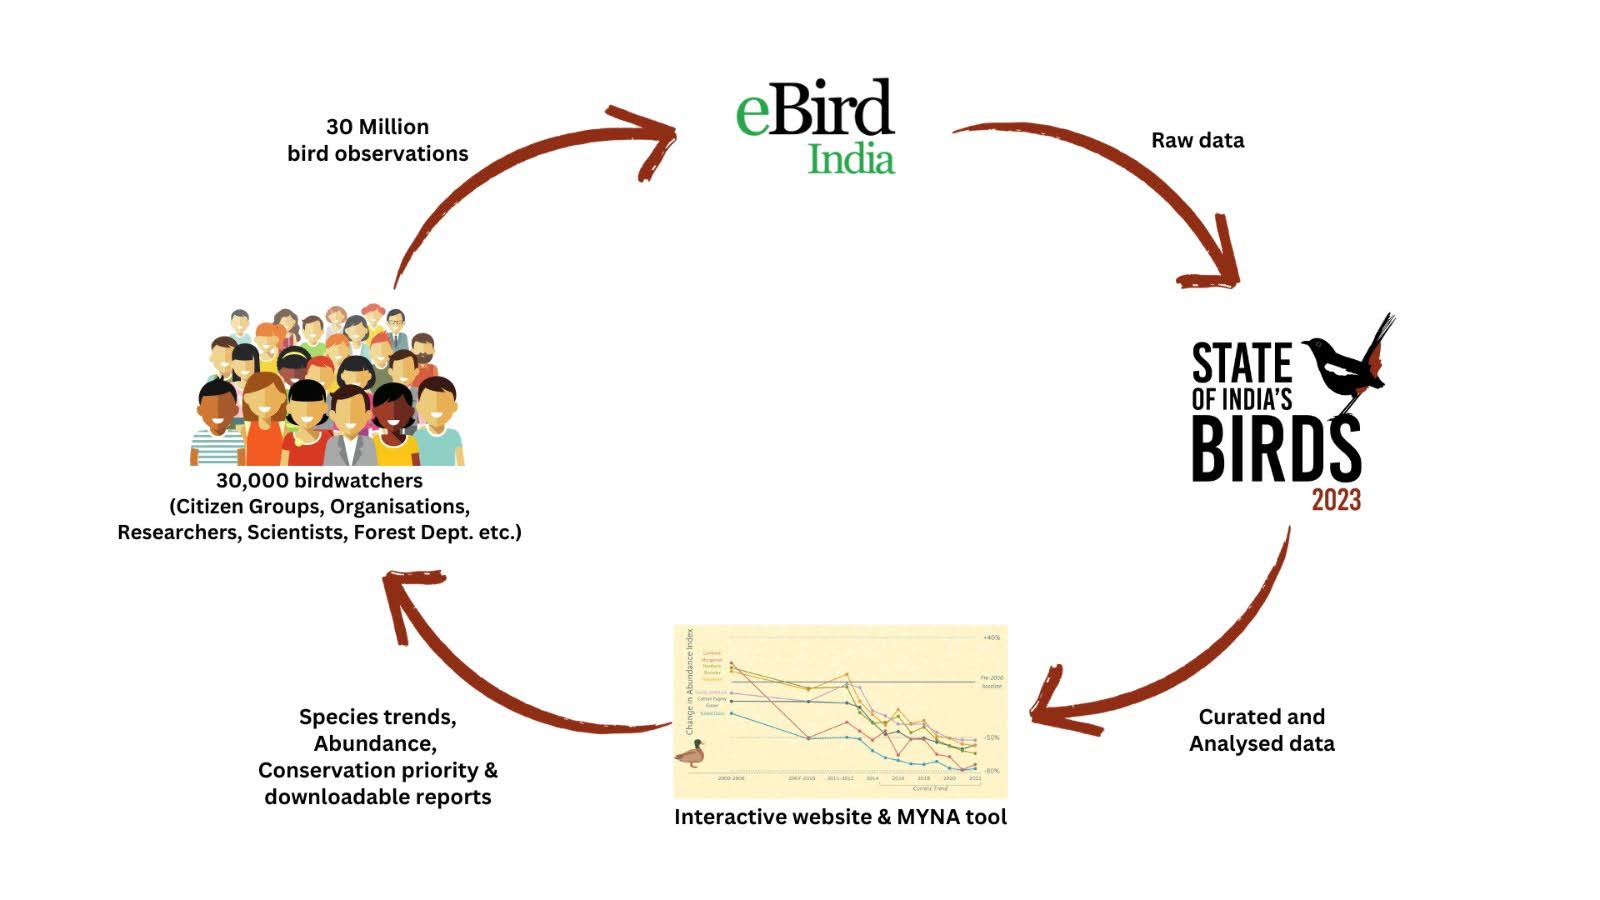 30 Million
bird observations
eBird
India
Raw data
STATE
OF INDIA'S
BIRDS
2023
30,000 birdwatchers
(Citizen Groups, Organisations,
Researchers, Scientists, Forest Dept. etc.)
Species trends,
Abundance,
Conservation priority &
downloadable reports
Change in Abundance Index
+40%
Pre-2000
baseline
-50%
-80%
2000-2006
2007-2010
2011-2012
2014
2016
2018
2020
2022
Current Trend
Interactive website & MYNA tool
Curated and
Analysed data